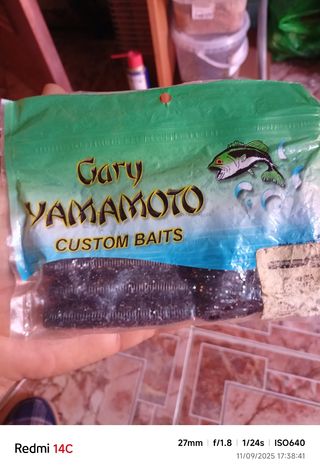 Gary
YAMAMOTO
CUSTOM BAITS
Redmi 14C
27mm | f/1.8 | 1/24s | ISO640
11/09/2025 17:38:41